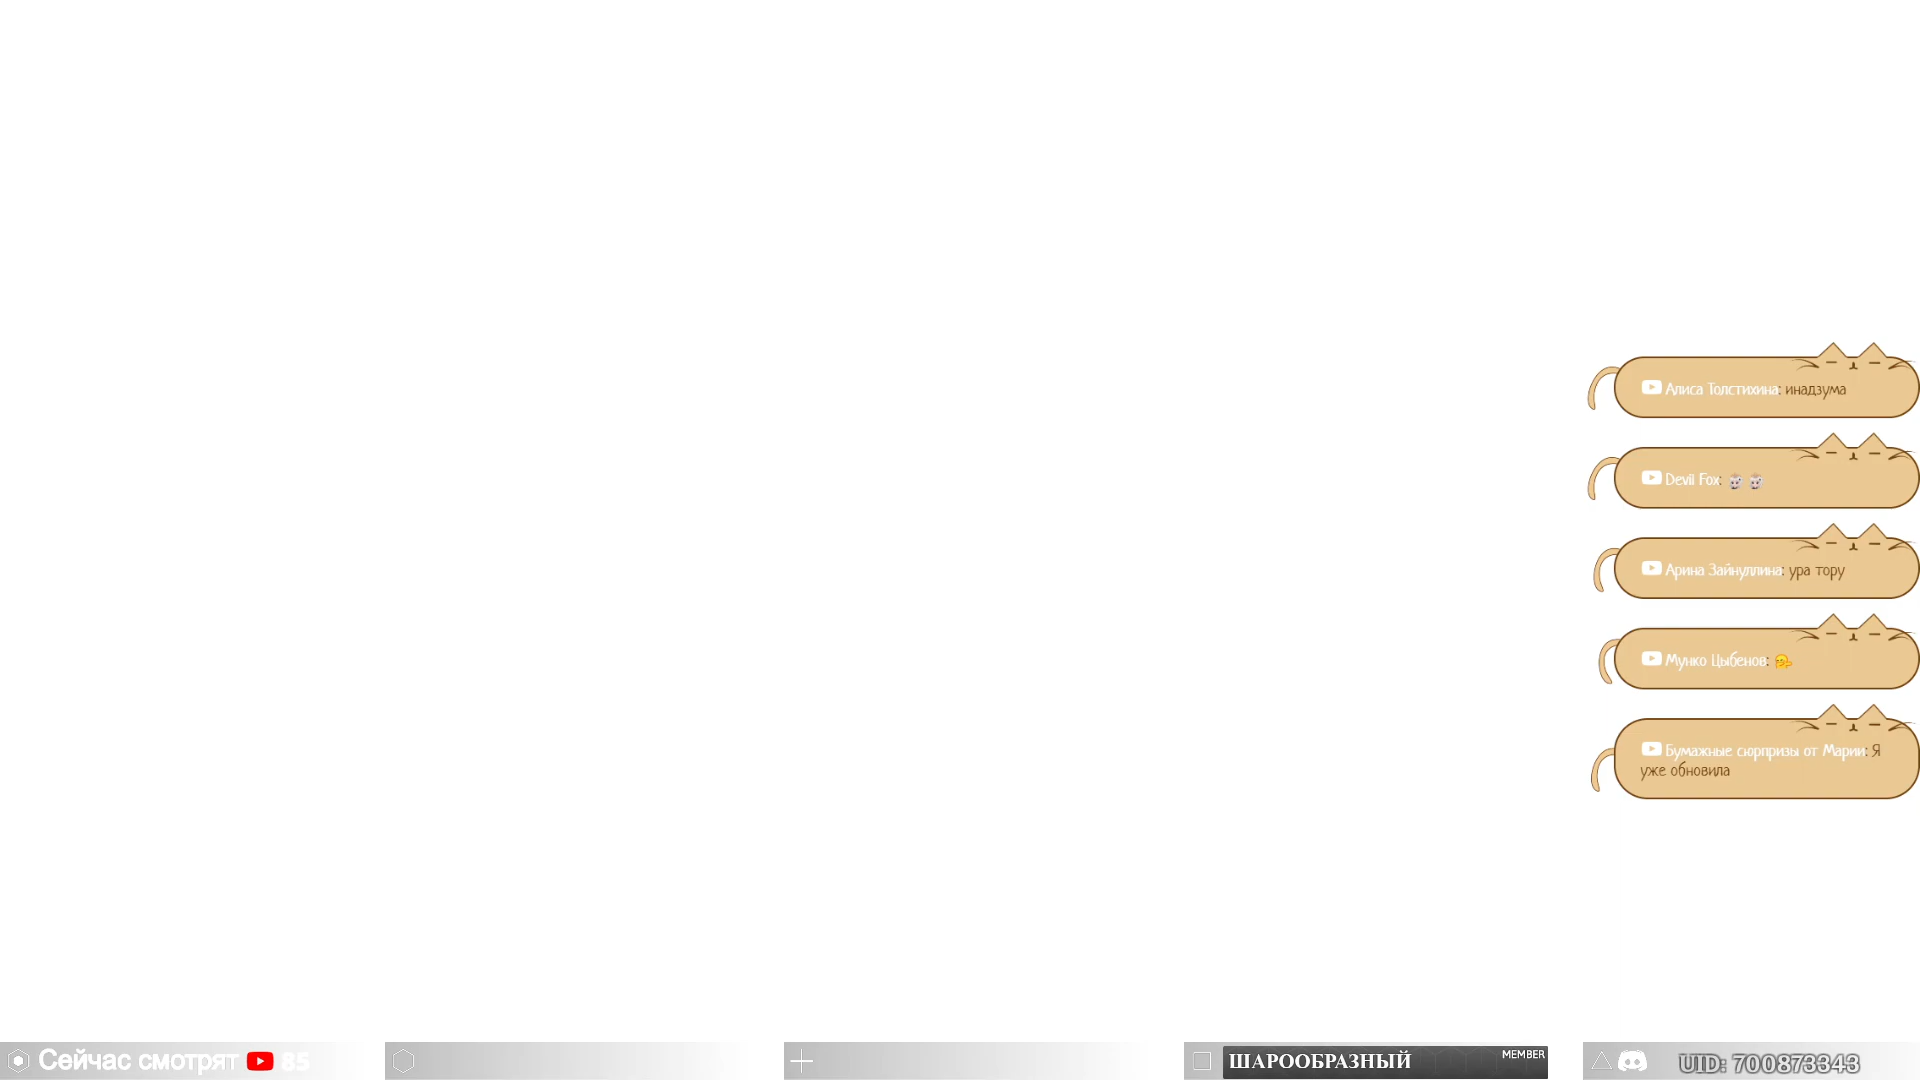 Алиса Толстихина: инадзума
Devil Fox:
Арина Зайнуллина: ура тору
Мунко Цыбенов:
Бумажные сюрпризы от Марии: Я
уже обновила
Сейчас смотрят 85
ШАРООБРАЗНЫЙ
MEMBER
UID: 700873343